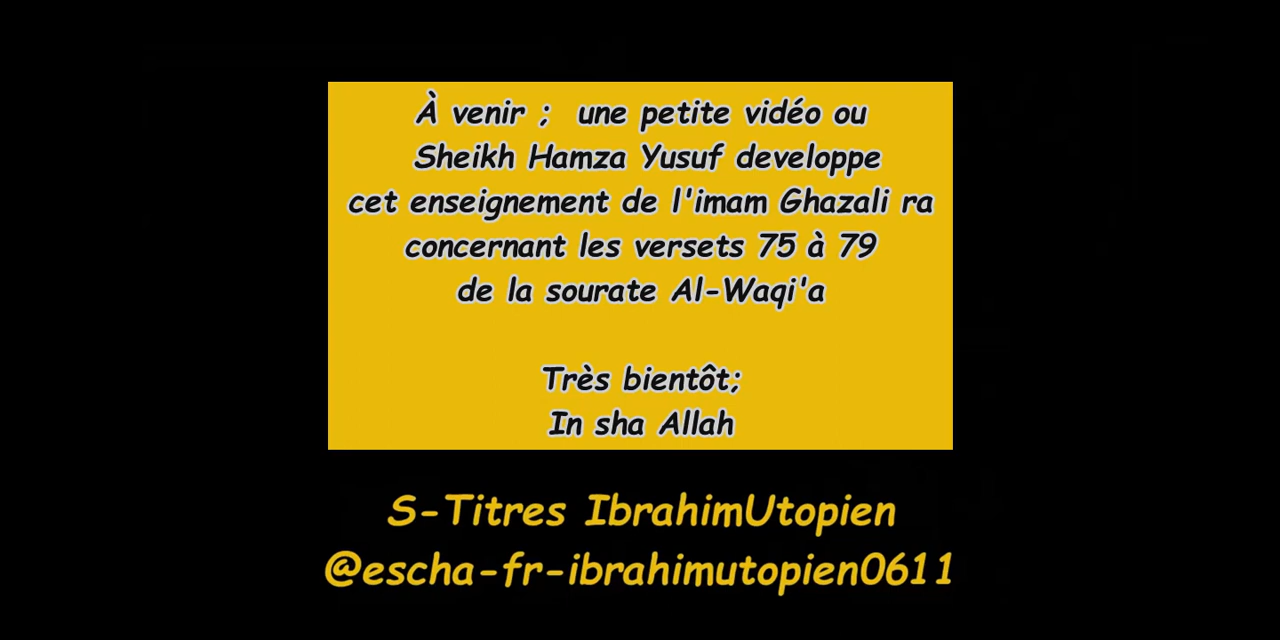 À venir ; une petite vidéo ou
Sheikh Hamza Yusuf developpe
cet enseignement de l'imam Ghazali ra
concernant les versets 75 à 79
de la sourate Al-Waqi'a
Très bientôt;
In sha Allah
S-Titres IbrahimUtopien
@escha-fr-ibrahimutopien0611